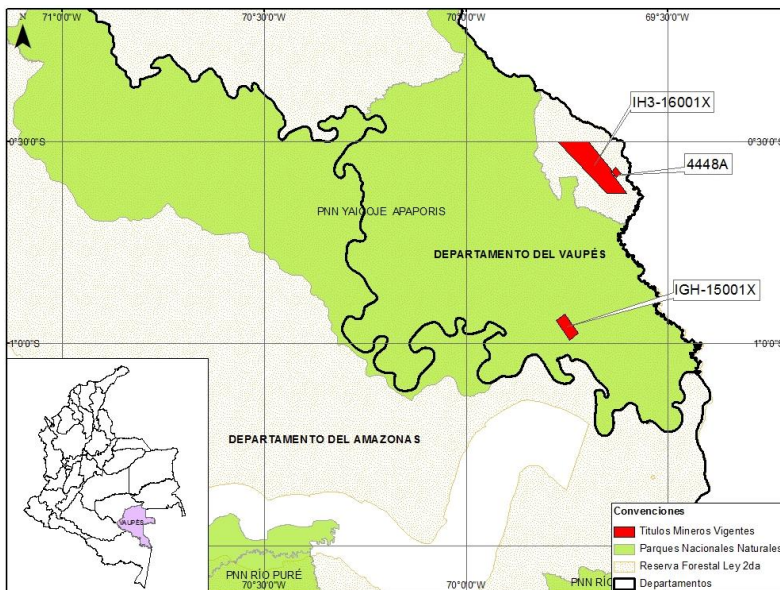 71°0'0"W
70°30'0"W
70°0'0"W
69°30'0"W
IH3-16001X
0°30'0"S
0°30'0"S
4448A
PNN YAIGOJE APAPORIS
DEPARTAMENTO DEL VAUPÉS
IGH-15001X
1°0'0"S
1°0'0"S
DEPARTAMENTO DEL AMAZONAS
Convenciones
Titulos Mineros Vigentes
Parques Nacionales Naturales
Reserva Forestal Ley 2da
Departamentos
VAUPÉS
PNN RÍO PURÉ
PNN RÍO
70°30'0"W
70°0'0"W